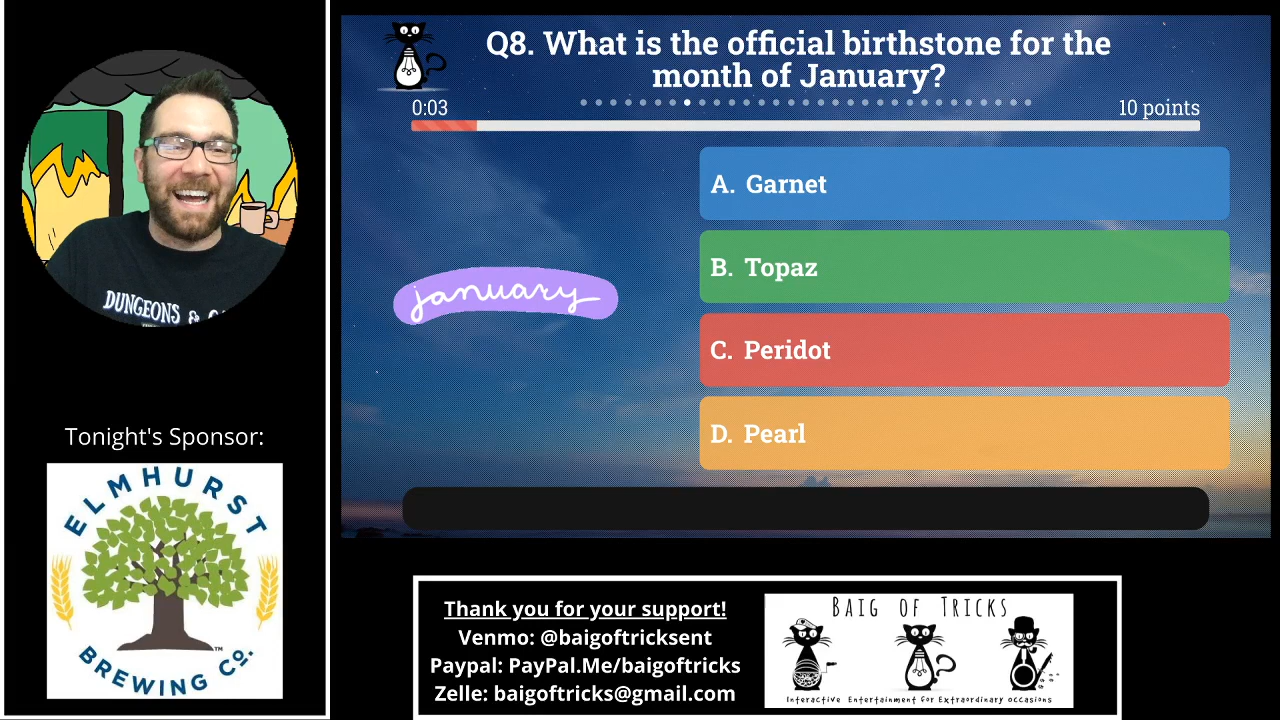 Q8. What is the official birthstone for the
month of January?
0:03
10 points
january
A. Garnet
B. Topaz
C. Peridot
D. Pearl
DUNGEONS &
Tonight's Sponsor:
ELMHURST
BREWING CO.
TM
Thank you for your support!
Venmo: @baigoftricksent
Paypal: PayPal.Me/baigoftricks
Zelle: baigoftricks@gmail.com
BAIG OF TRICKS
Interactive Entertainment for Extraordinary occasions